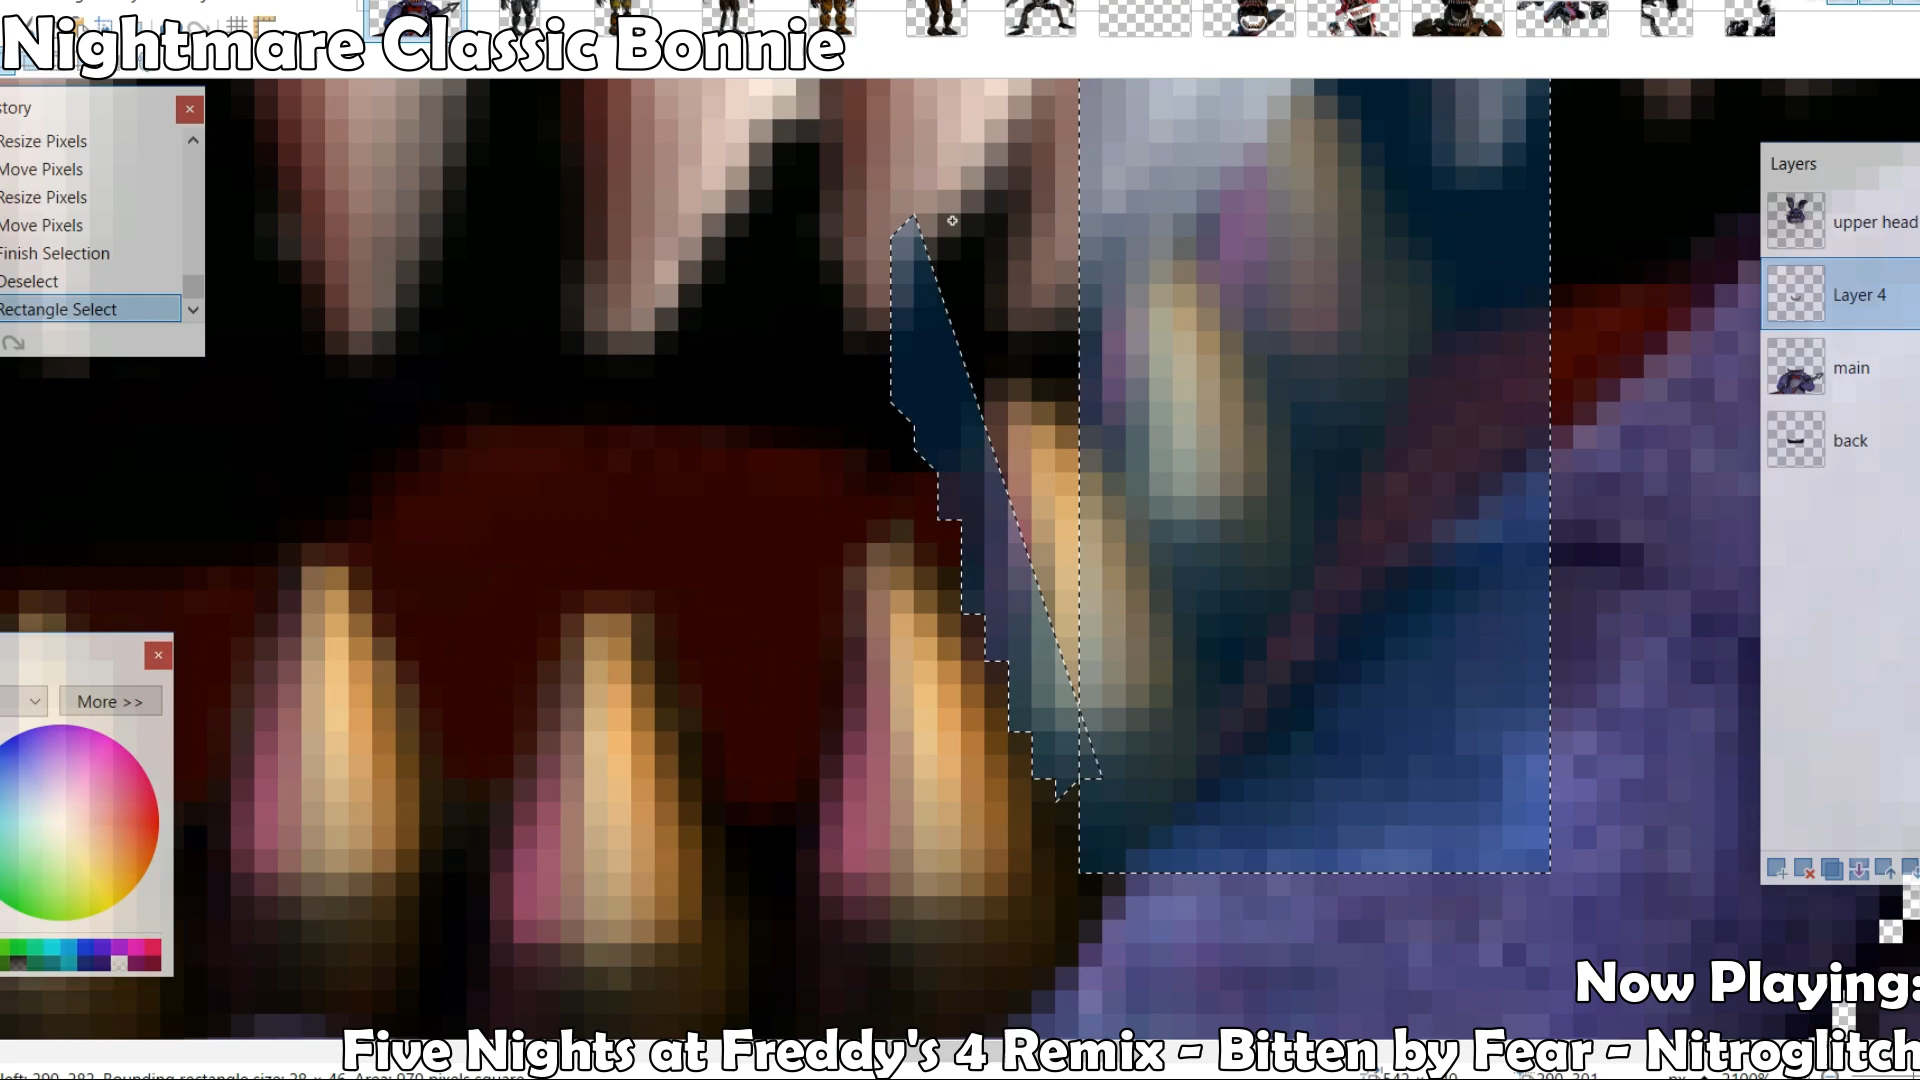 Nightmare Classic Bonnie
story
Resize Pixels
Move Pixels
Resize Pixels
Move Pixels
Finish Selection
Deselect
Rectangle Select
Layers
upper head
Layer 4
main
back
More >>
Now Playing:
Five Nights at Freddy's 4 Remix - Bitten by Fear - Nitroglitch